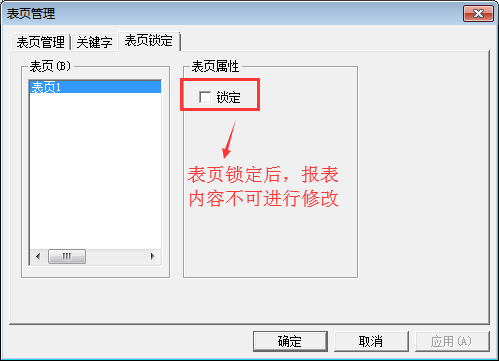 表页管理
表页管理 关键字 表页锁定
表页(B)
表页1
表页属性
锁定
表页锁定后，报表
内容不可进行修改
确定 取消 应用(A)